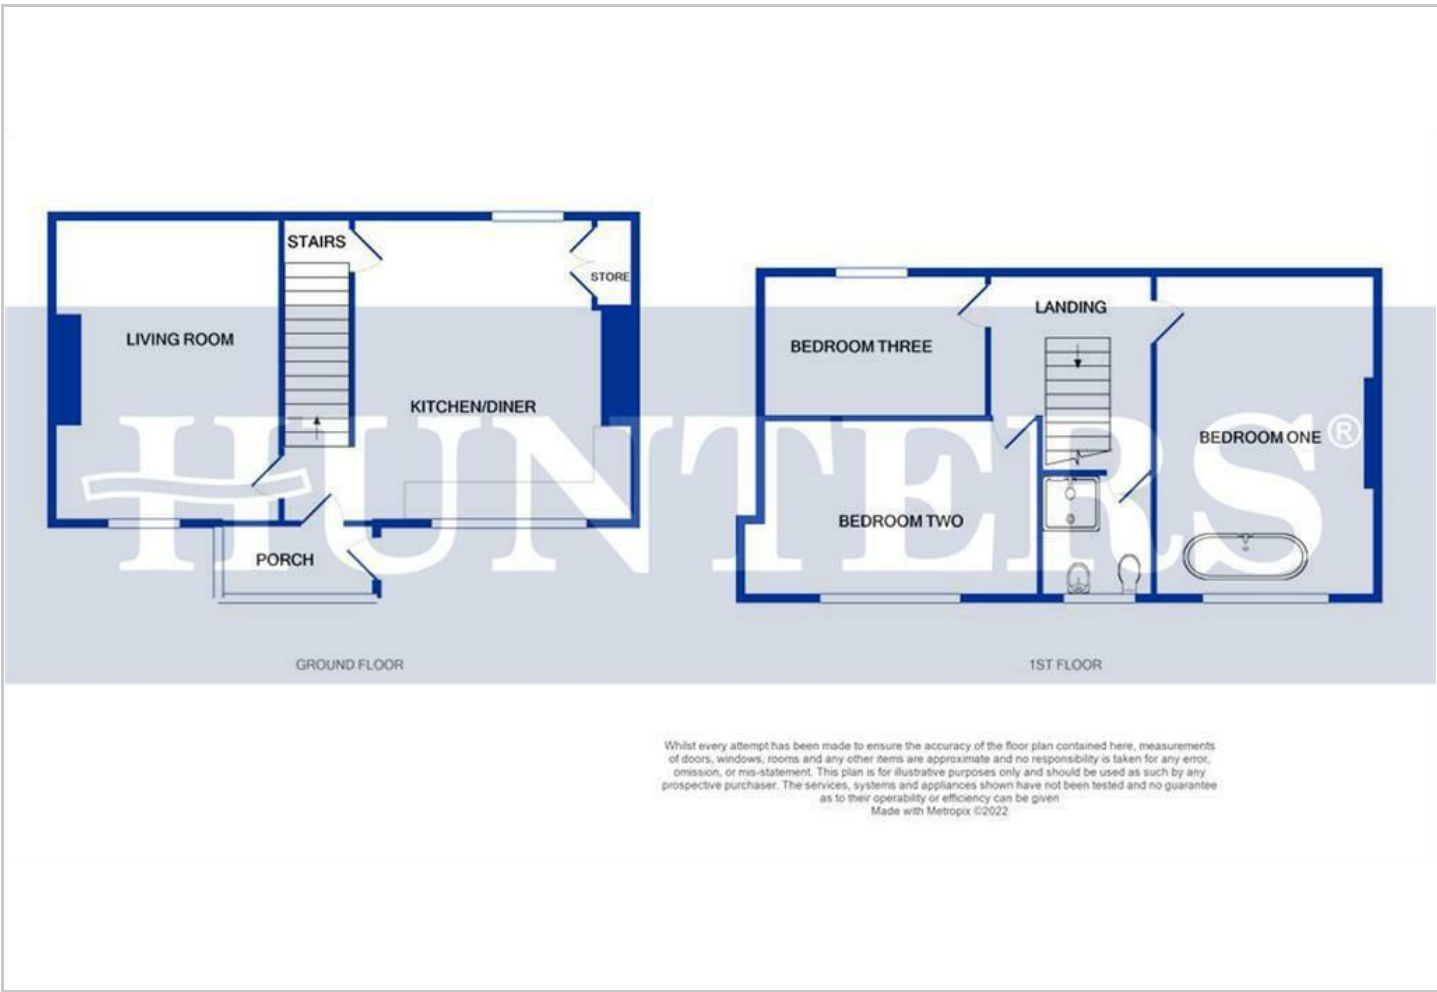 STAIRS
STORE
LIVING ROOM
KITCHEN/DINER
PORCH
GROUND FLOOR
LANDING
BEDROOM THREE
BEDROOM ONE
BEDROOM TWO
1ST FLOOR
HUNTERS®
Whilst every attempt has been made to ensure the accuracy of the floor plan contained here, measurements
of doors, windows, rooms and any other items are approximate and no responsibility is taken for any error,
omission, or mis-statement. This plan is for illustrative purposes only and should be used as such by any
prospective purchaser. The services, systems and appliances shown have not been tested and no guarantee
as to their operability or efficiency can be given
Made with Metropix ©2022